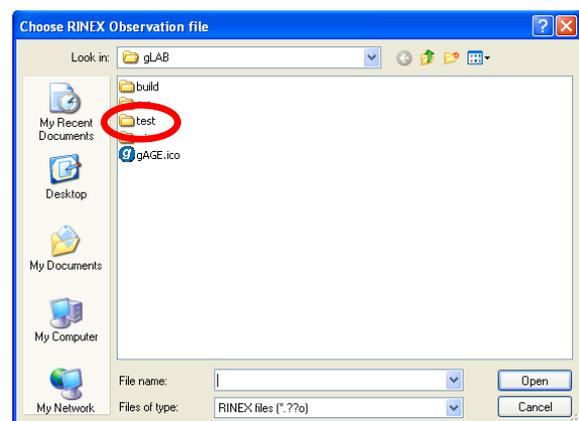 Choose RINEX Observation file
Look in: gLAB
build
test
gAGE.ico
My Recent
Documents
Desktop
My Documents
My Computer
My Network
File name:
Open
Files of type: RINEX files (*.??o)
Cancel